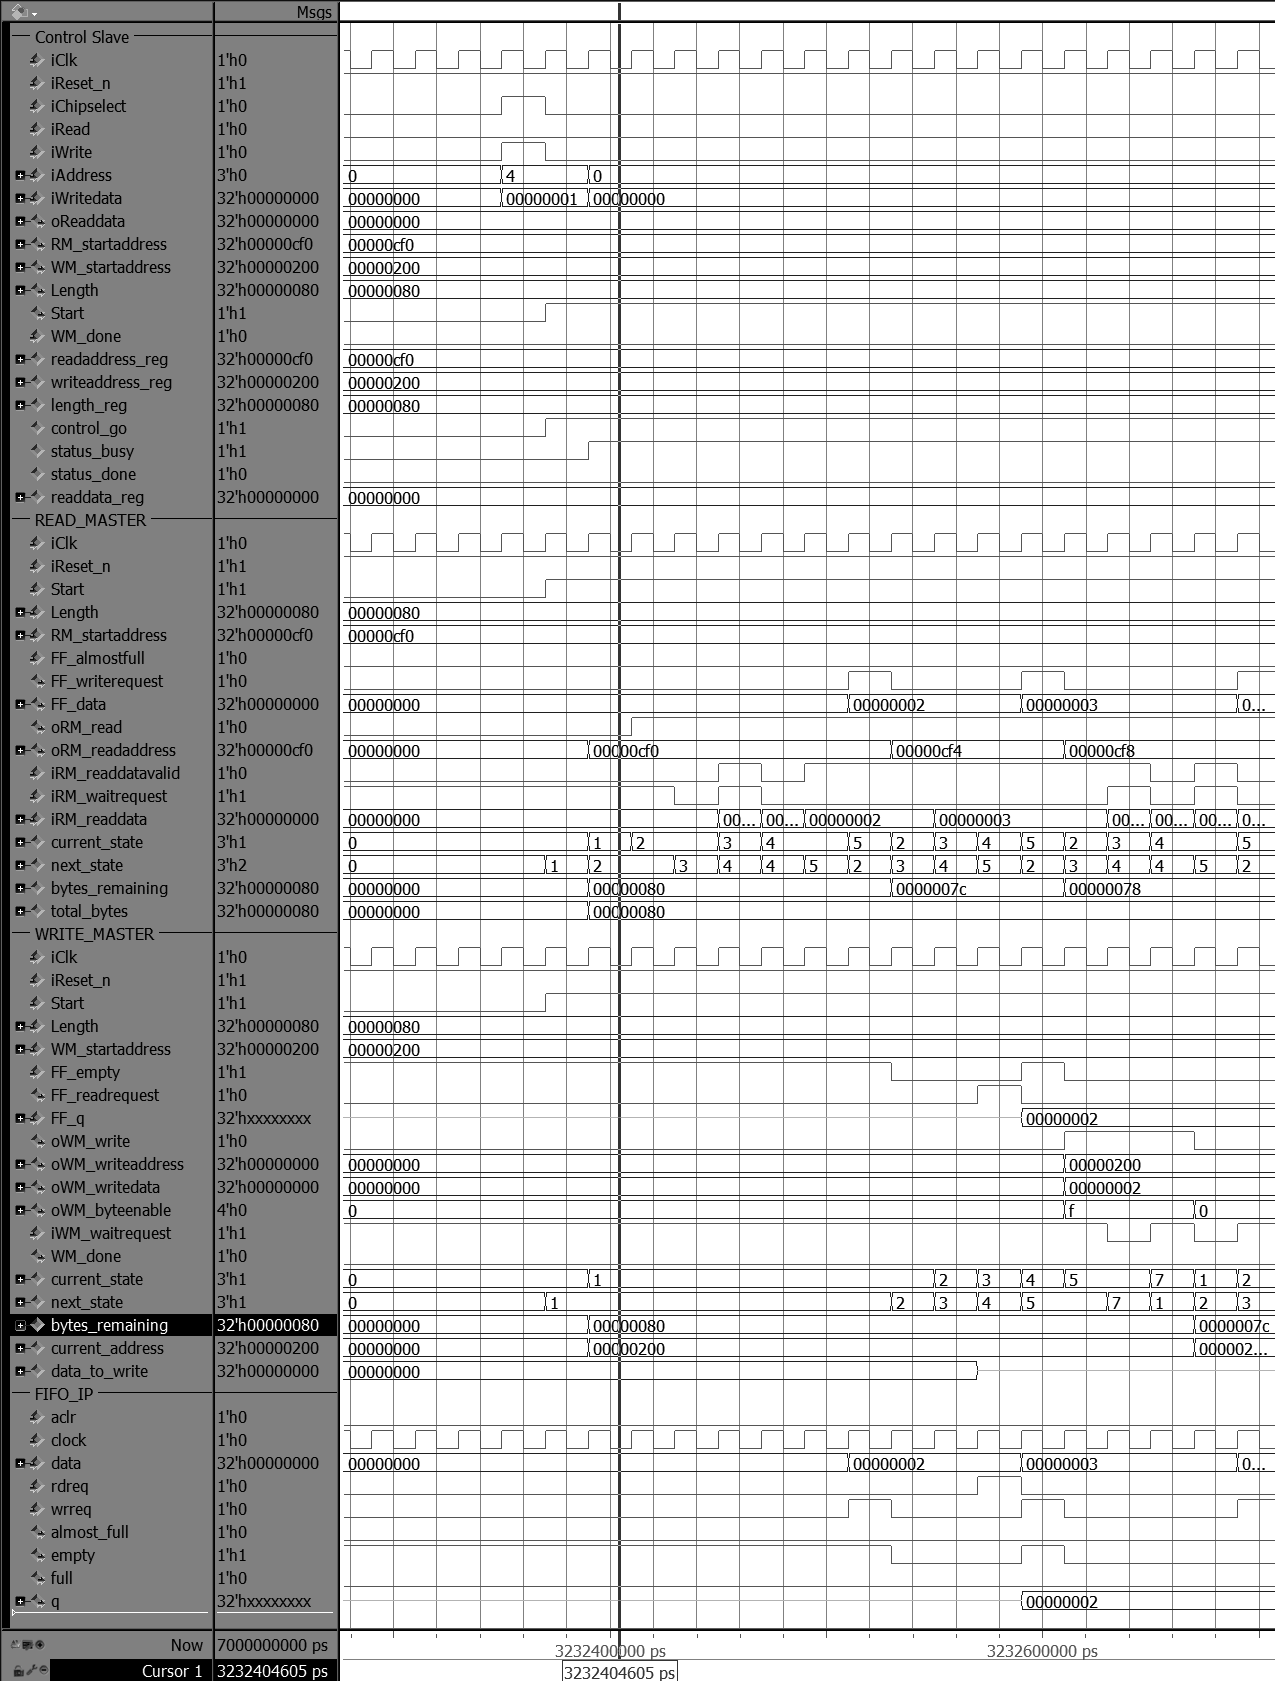 Msgs
Control Slave
iClk 1'h0
iReset_n 1'h1
iChipselect 1'h0
iRead 1'h0
iWrite 1'h0
iAddress 3'h0 0 4 0
iWritedata 32'h00000000 00000000 00000001 00000000
oReaddata 32'h00000000 00000000
RM_startaddress 32'h00000cf0 00000cf0
WM_startaddress 32'h00000200 00000200
Length 32'h00000080 00000080
Start 1'h1
WM_done 1'h0
readaddress_reg 32'h00000cf0 00000cf0
writeaddress_reg 32'h00000200 00000200
length_reg 32'h00000080 00000080
control_go 1'h1
status_busy 1'h1
status_done 1'h0
readdata_reg 32'h00000000 00000000
READ_MASTER
iClk 1'h0
iReset_n 1'h1
Start 1'h1
Length 32'h00000080 00000080
RM_startaddress 32'h00000cf0 00000cf0
FF_almostfull 1'h0
FF_writerequest 1'h0
FF_data 32'h00000000 00000000 00000002 00000003 0...
oRM_read 1'h0
oRM_readaddress 32'h00000cf0 00000000 00000cf0 00000cf4 00000cf8
iRM_readdatavalid 1'h0
iRM_waitrequest 1'h1
iRM_readdata 32'h00000000 00000000 00... 00... 00000002 00000003 00... 00... 00... 0...
current_state 3'h1 0 1 2 3 4 5 2 3 4 5 2 3 4 5
next_state 3'h2 0 1 2 3 4 4 5 2 3 4 5 2 3 4 4 5 2
bytes_remaining 32'h00000080 00000000 00000080 0000007c 00000078
total_bytes 32'h00000080 00000000 00000080
WRITE_MASTER
iClk 1'h0
iReset_n 1'h1
Start 1'h1
Length 32'h00000080 00000080
WM_startaddress 32'h00000200 00000200
FF_empty 1'h1
FF_readrequest 1'h0
FF_q 32'hxxxxxxxx 00000002
oWM_write 1'h0
oWM_writeaddress 32'h00000000 00000000 00000200
oWM_writedata 32'h00000000 00000000 00000002
oWM_byteenable 4'h0 0 f 0
iWM_waitrequest 1'h1
WM_done 1'h0
current_state 3'h1 0 1 2 3 4 5 7 1 2
next_state 3'h1 0 1 2 3 4 5 7 1 2 3
bytes_remaining 32'h00000080 00000000 00000080 0000007c
current_address 32'h00000200 00000000 00000200 000002...
data_to_write 32'h00000000 00000000
FIFO_IP
aclr 1'h0
clock 1'h0
data 32'h00000000 00000000 00000002 00000003 0...
rdreq 1'h0
wrreq 1'h0
almost_full 1'h0
empty 1'h1
full 1'h0
q 32'hxxxxxxxx 00000002
Now 7000000000 ps 3232400000 ps 3232600000 ps
Cursor 1 3232404605 ps 3232404605 ps